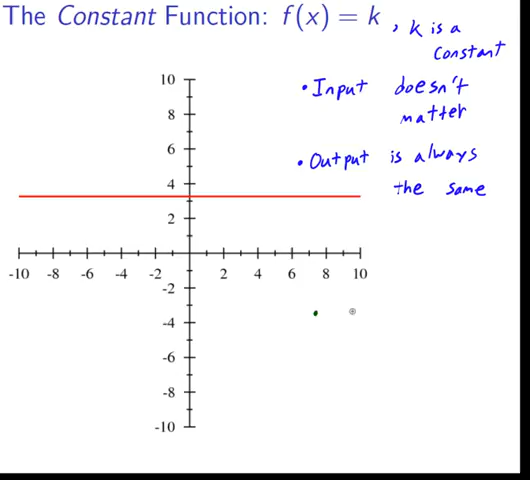 The Constant Function: f(x) = k , k is a
constant
• Input doesn't
matter
• Output is always
the same
10
8
6
4
2
-10 -8 -6 -4 -2 2 4 6 8 10
-2
-4
-6
-8
-10